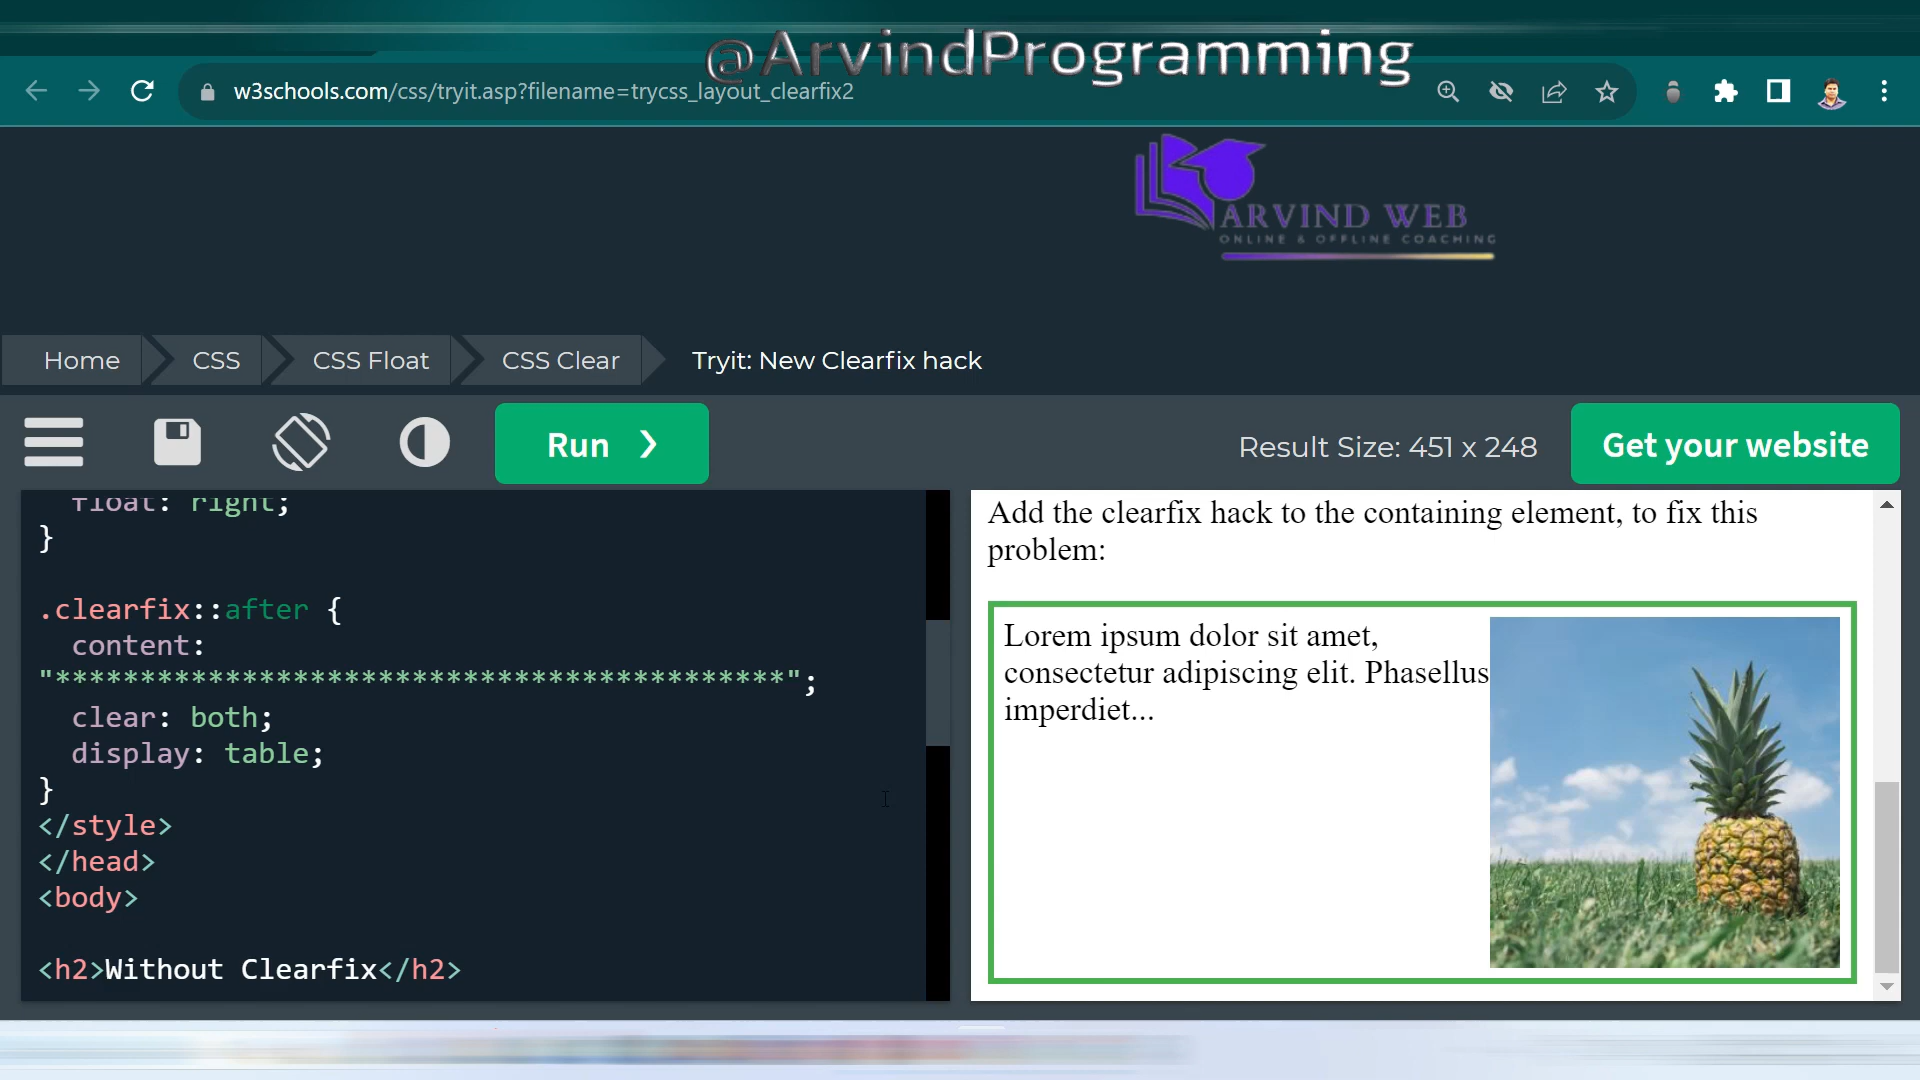 @ArvindProgramming
w3schools.com/css/tryit.asp?filename=trycss_layout_clearfix2
ARVIND WEB
ONLINE & OFFLINE COACHING
Home CSS CSS Float CSS Clear Tryit: New Clearfix hack
Run ❯ Result Size: 451 x 248 Get your website
float: right;
}
.clearfix::after {
content:
"*******************************************";
clear: both;
display: table;
}
</style>
</head>
<body>
<h2>Without Clearfix</h2>
Add the clearfix hack to the containing element, to fix this
problem:
Lorem ipsum dolor sit amet,
consectetur adipiscing elit. Phasellus
imperdiet...